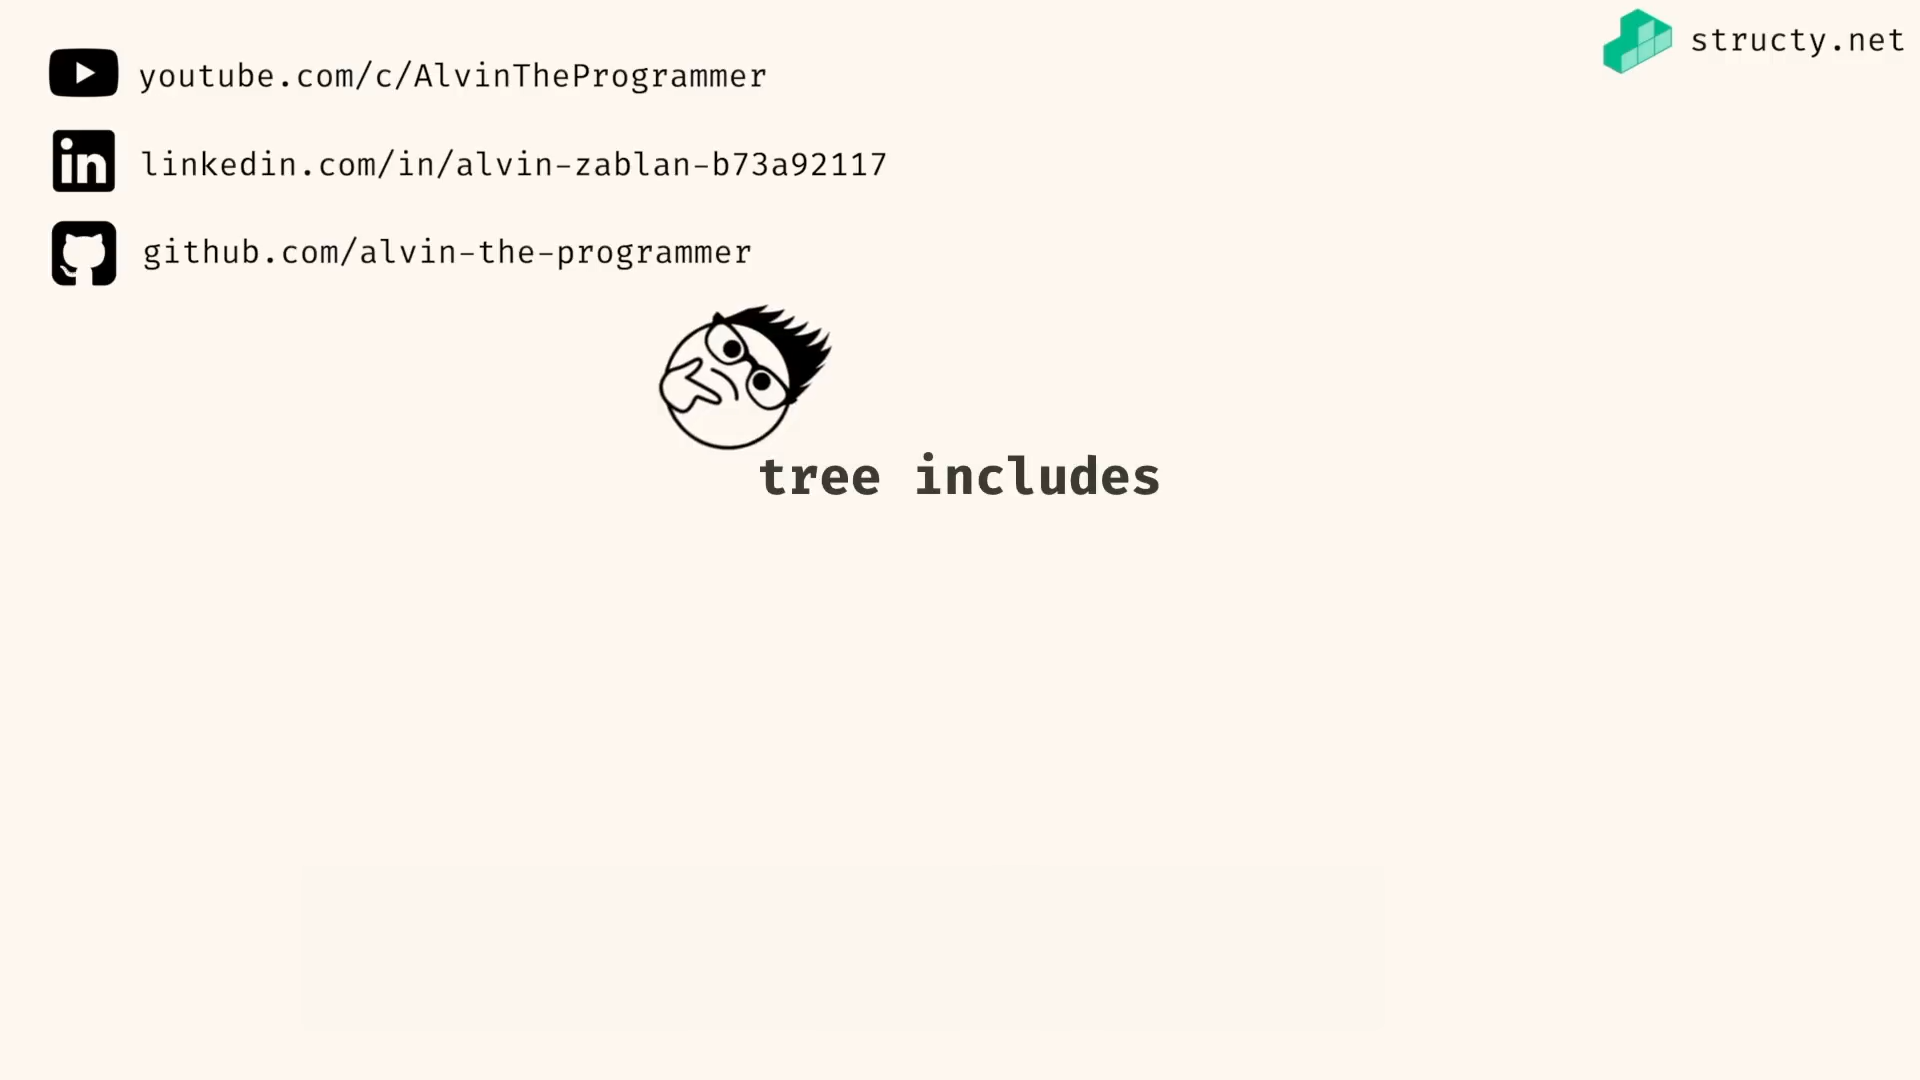 youtube.com/c/AlvinTheProgrammer
structy.net
linkedin.com/in/alvin-zablan-b73a92117
github.com/alvin-the-programmer
tree includes